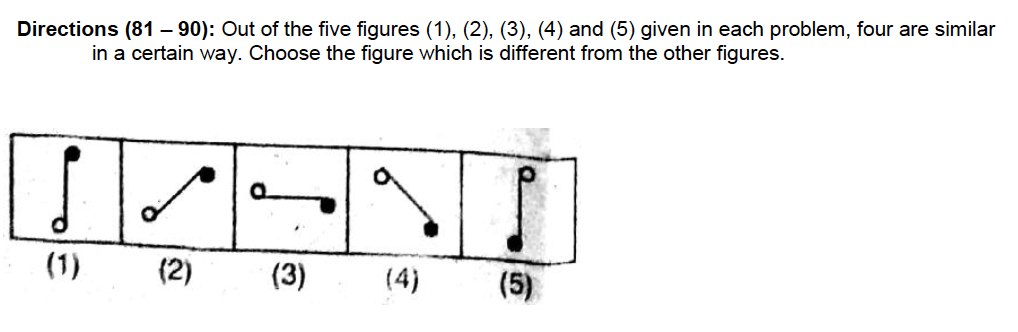 Directions (81 – 90): Out of the five figures (1), (2), (3), (4) and (5) given in each problem, four are similar
in a certain way. Choose the figure which is different from the other figures.
(1) (2) (3) (4) (5)